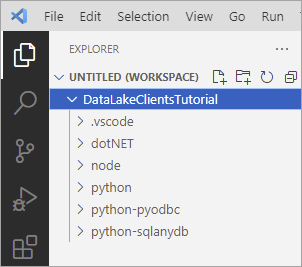 File Edit Selection View Go Run
EXPLORER ...
UNTITLED (WORKSPACE)
DataLakeClientsTutorial
.vscode
dotNET
node
python
python-pyodbc
python-sqlanydb